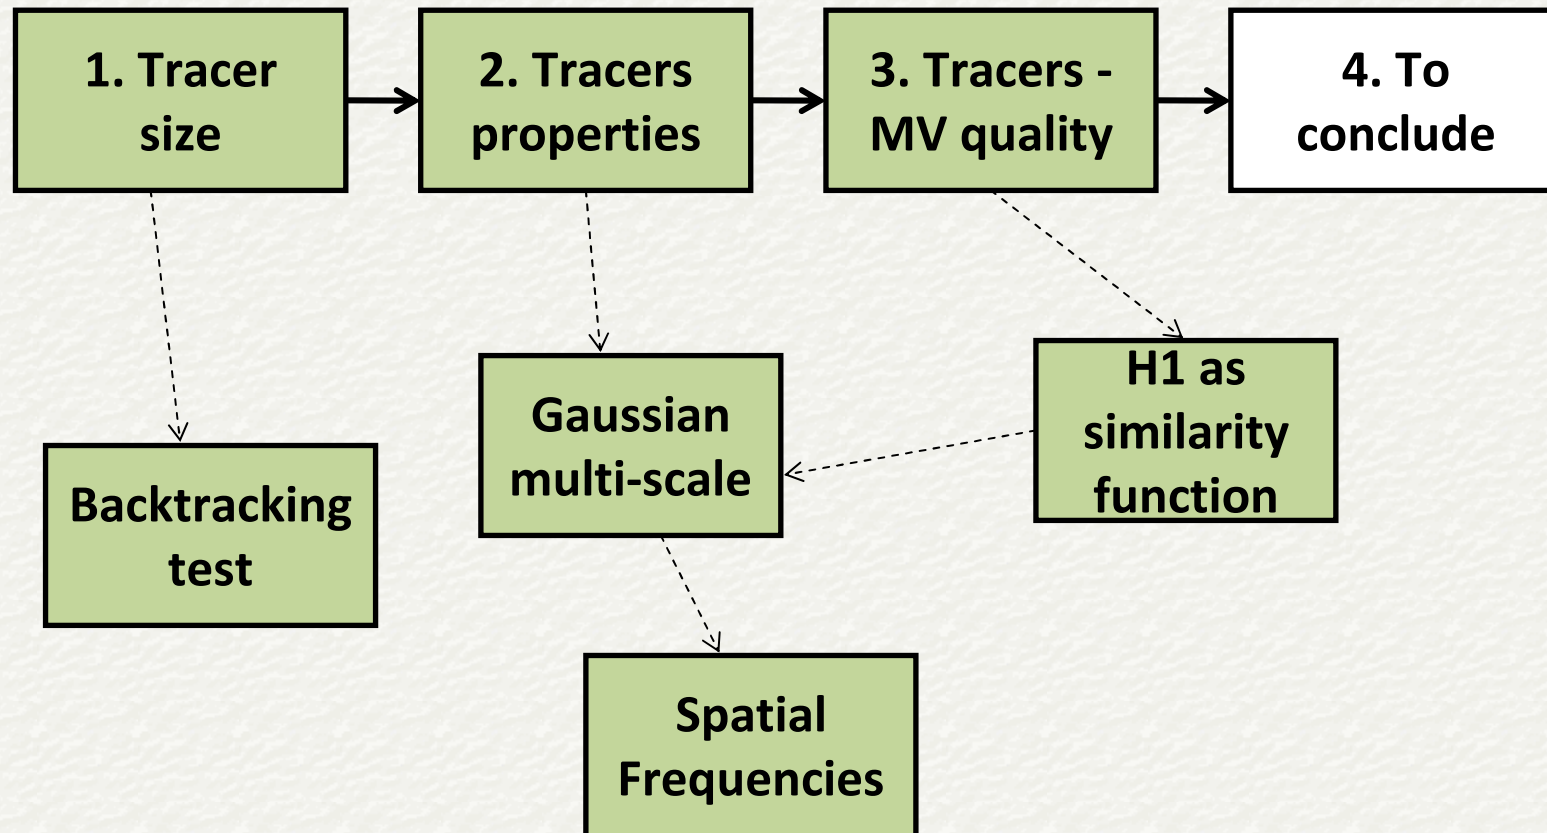 1. Tracer
size
2. Tracers
properties
3. Tracers -
MV quality
4. To
conclude
H1 as
similarity
function
Gaussian
multi-scale
Backtracking
test
Spatial
Frequencies